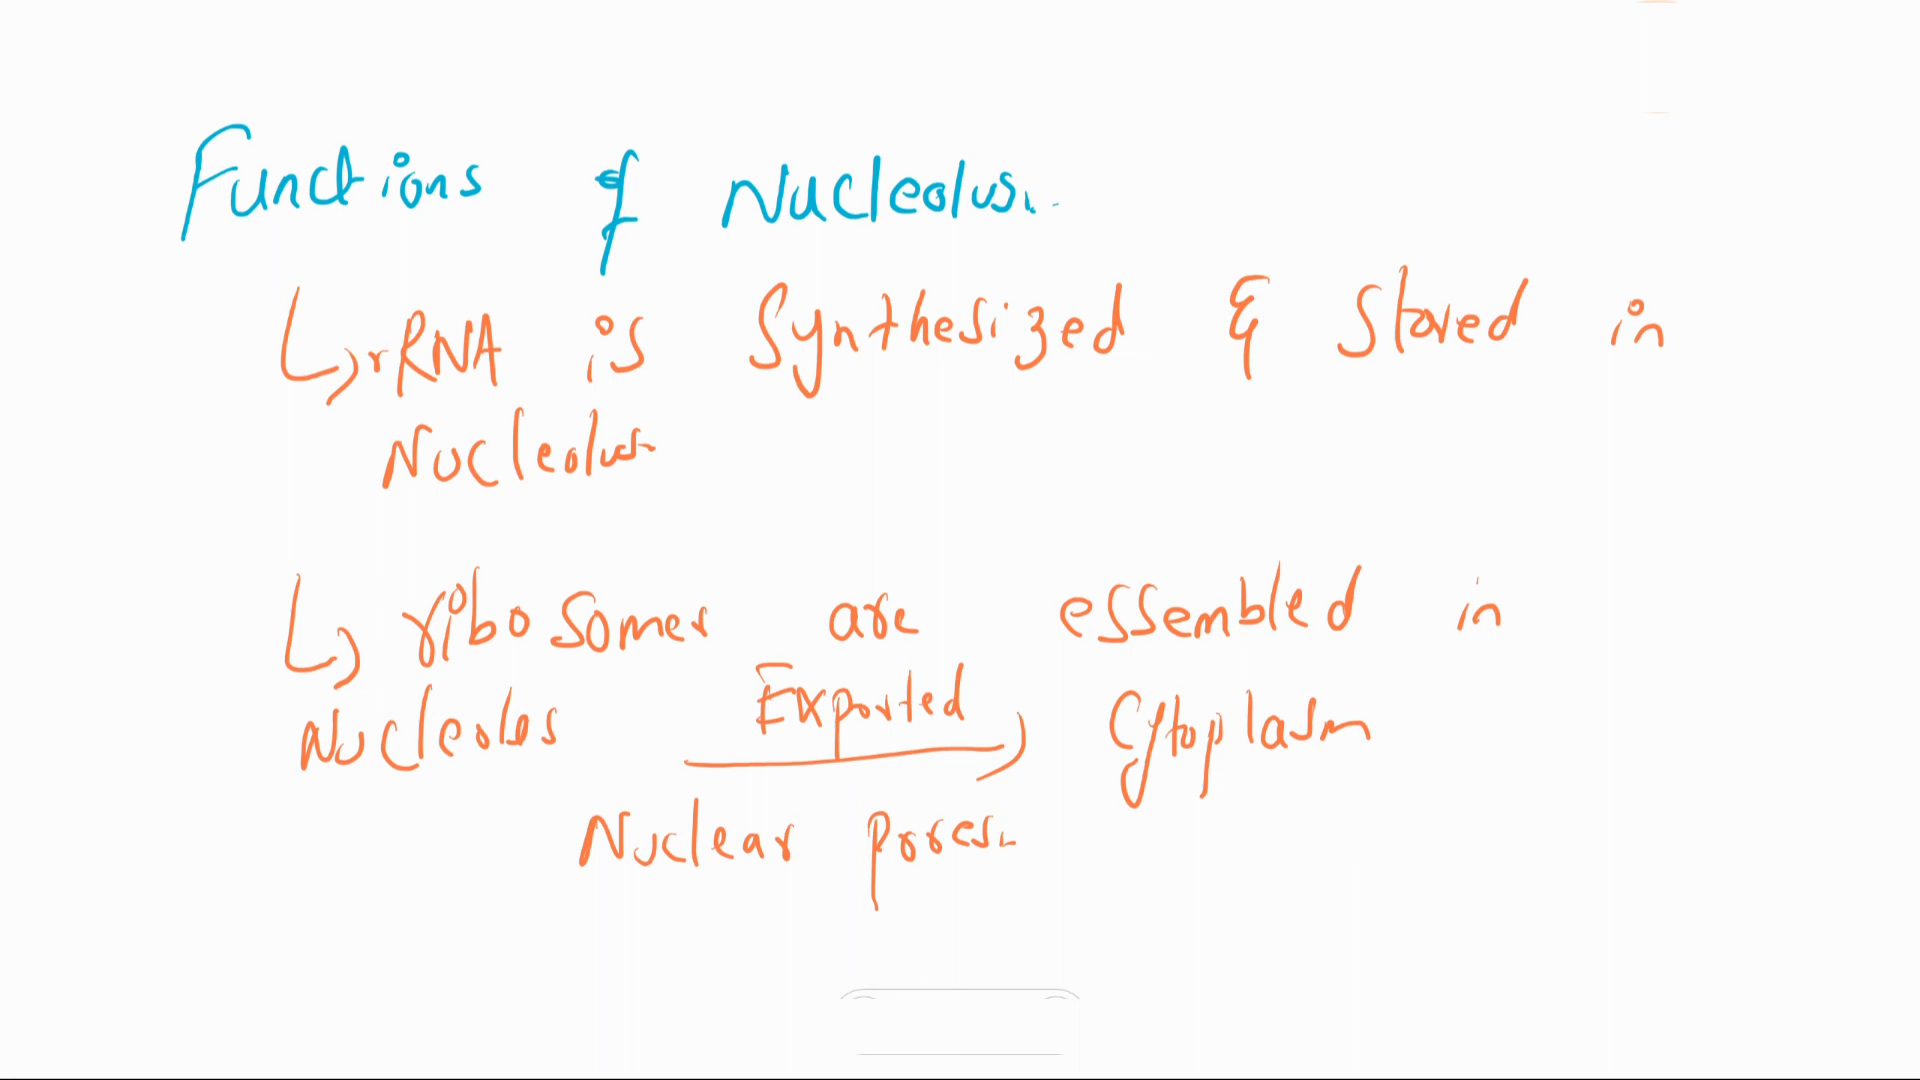 Functions of Nucleolus.
rRNA is Synthesized & Stored in
Nucleolus
ribosomes are essembled in
Nucleolus Exported Cytoplasm
Nuclear pores.